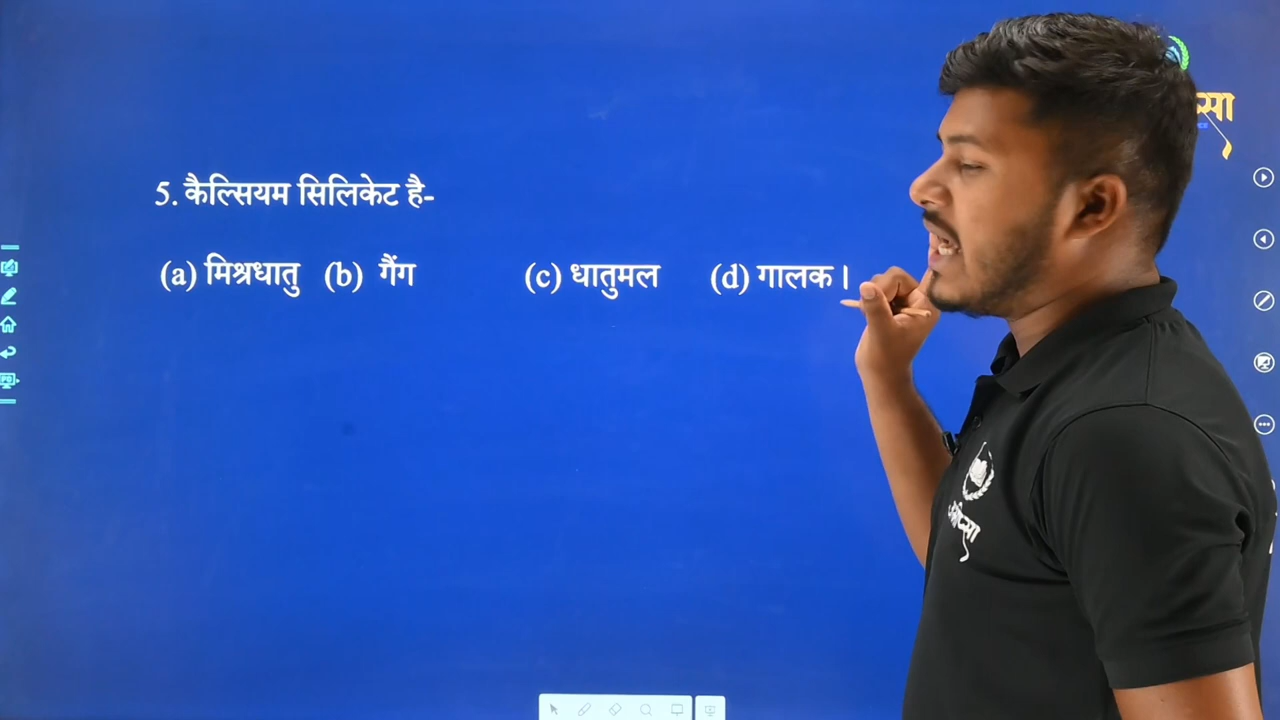 5. कैल्सियम सिलिकेट है-
(a) मिश्रधातु (b) गैंग (c) धातुमल (d) गालक।